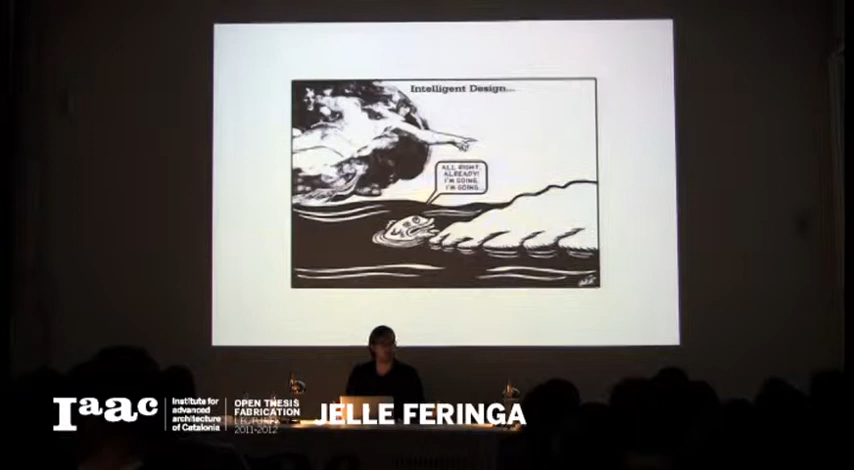 Intelligent Design...
ALL RIGHT,
ALREADY!
I'M GOING,
I'M GOING...
Iaac
Institute for
advanced
architecture
of Catalonia
OPEN THESIS
FABRICATION
LECTURES
2011-2012
JELLE FERINGA